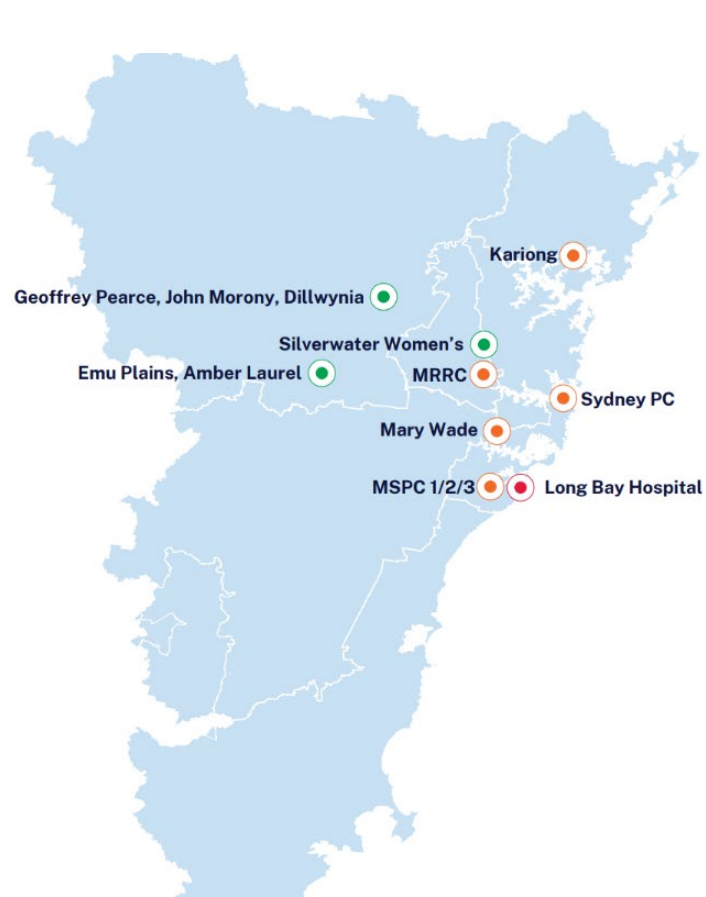 Kariong
Geoffrey Pearce, John Morony, Dillwynia
Silverwater Women's
Emu Plains, Amber Laurel
MRRC
Sydney PC
Mary Wade
MSPC 1/2/3
Long Bay Hospital